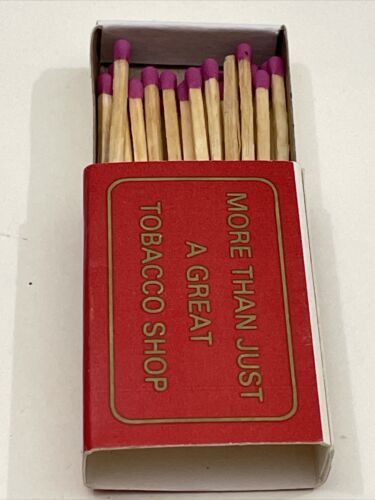 MORE THAN JUST
A GREAT
TOBACCO SHOP